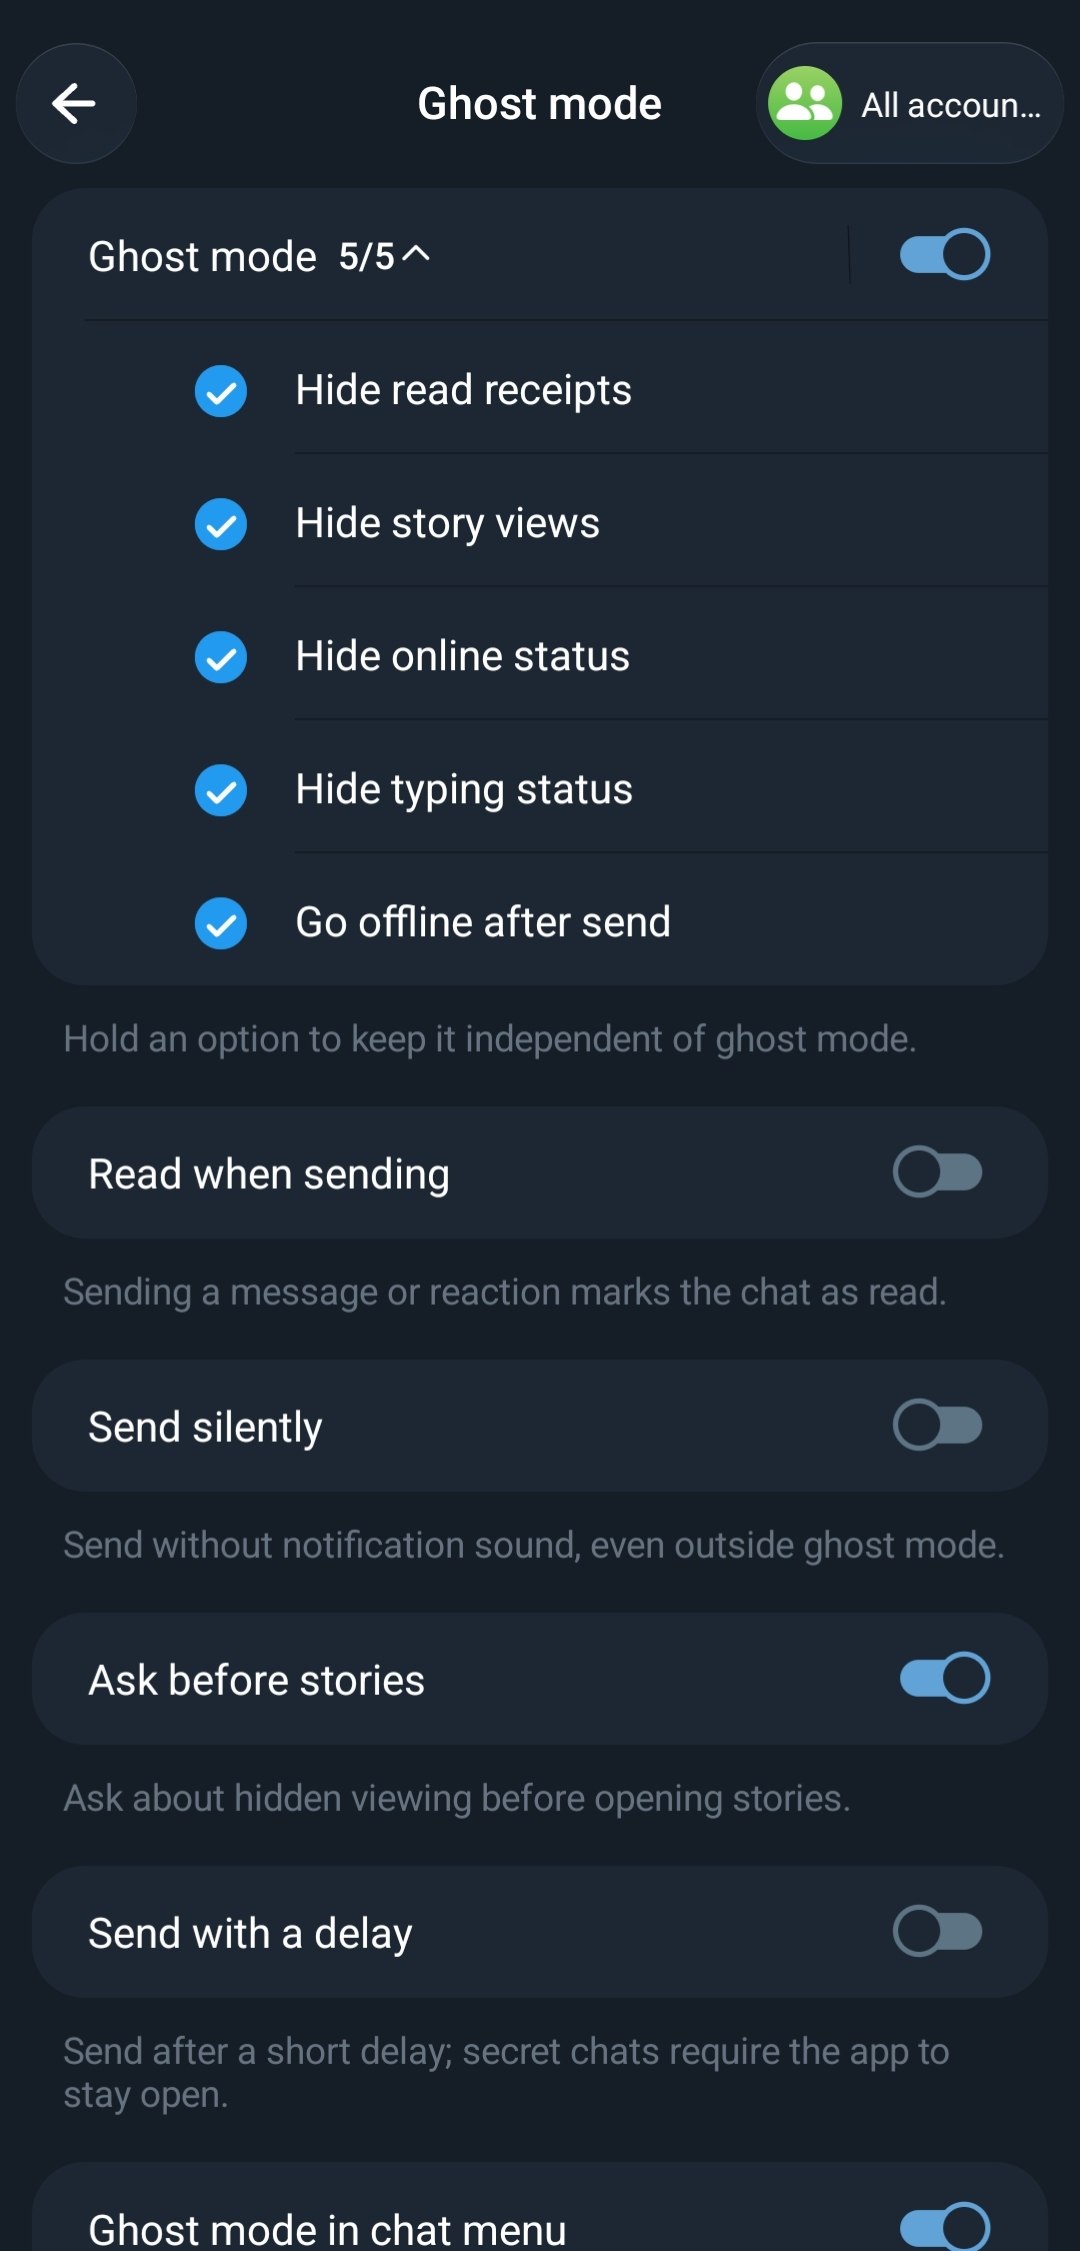 Ghost mode
All accoun...
Ghost mode 5/5
Hide read receipts
Hide story views
Hide online status
Hide typing status
Go offline after send
Hold an option to keep it independent of ghost mode.
Read when sending
Sending a message or reaction marks the chat as read.
Send silently
Send without notification sound, even outside ghost mode.
Ask before stories
Ask about hidden viewing before opening stories.
Send with a delay
Send after a short delay; secret chats require the app to
stay open.
Ghost mode in chat menu